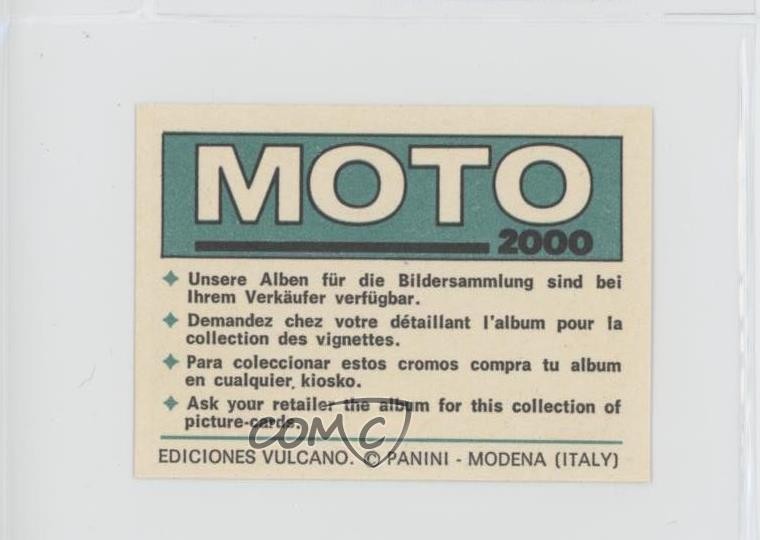 MOTO
2000
Unsere Alben für die Bildersammlung sind bei
Ihrem Verkäufer verfügbar.
Demandez chez votre détaillant l'album pour la
collection des vignettes.
Para coleccionar estos cromos compra tu album
en cualquier, kiosko.
Ask your retailer the album for this collection of
picture-cards.
COMC
EDICIONES VULCANO. © PANINI - MODENA (ITALY)